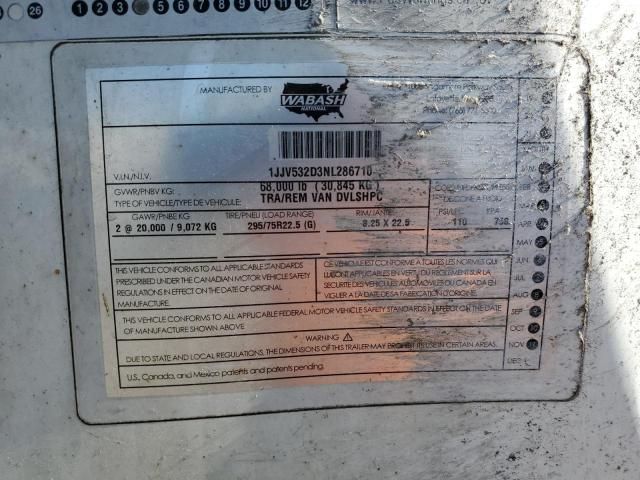 26 1 2 3 5 6 7 8 9 10 11 12
MANUFACTURED BY
WABASH
NATIONAL
V.I.N./N.I.V. 1JJV532D3NL286710
GVWR/PNBV KG: 68,000 lb (30,845 KG)
TYPE OF VEHICLE/TYPE DE VEHICULE: TRA/REM VAN DVLSHPC
GAWR/PNBE KG TIRE/PNEU (LOAD RANGE) RIM/JANTE PSI/
2 @ 20,000 / 9,072 KG 295/75R22.5 (G) 8.25 X 22.5 110
THIS VEHICLE CONFORMS TO ALL APPLICABLE STANDARDS
PRESCRIBED UNDER THE CANADIAN MOTOR VEHICLE SAFETY
REGULATIONS IN EFFECT ON THE DATE OF ORIGINAL
MANUFACTURE.
CE VÉHICULE EST CONFORME A TOUTES LES NORMES QUI
LUI SONT APPLICABLES EN VERTU DU RÈGLEMENT SUR LA
SÉCURITÉ DES VÉHICULES AUTOMOBILES DU CANADA EN
VIGUER A LA DATE DE SA FABRICATION D'ORIGINE.
THIS VEHICLE CONFORMS TO ALL APPLICABLE FEDERAL MOTOR VEHICLE SAFETY STANDARDS IN EFFECT ON THE DATE
OF MANUFACTURE SHOWN ABOVE
WARNING
DUE TO STATE AND LOCAL REGULATIONS, THE DIMENSIONS OF THIS TRAILER MAY PROHIBIT ITS USE IN CERTAIN AREAS.
U.S., Canada, and Mexico patents and patents pending.
FEB
APR
MAY
JUN
JUL
AUG
SEP
OCT
NOV
DEC